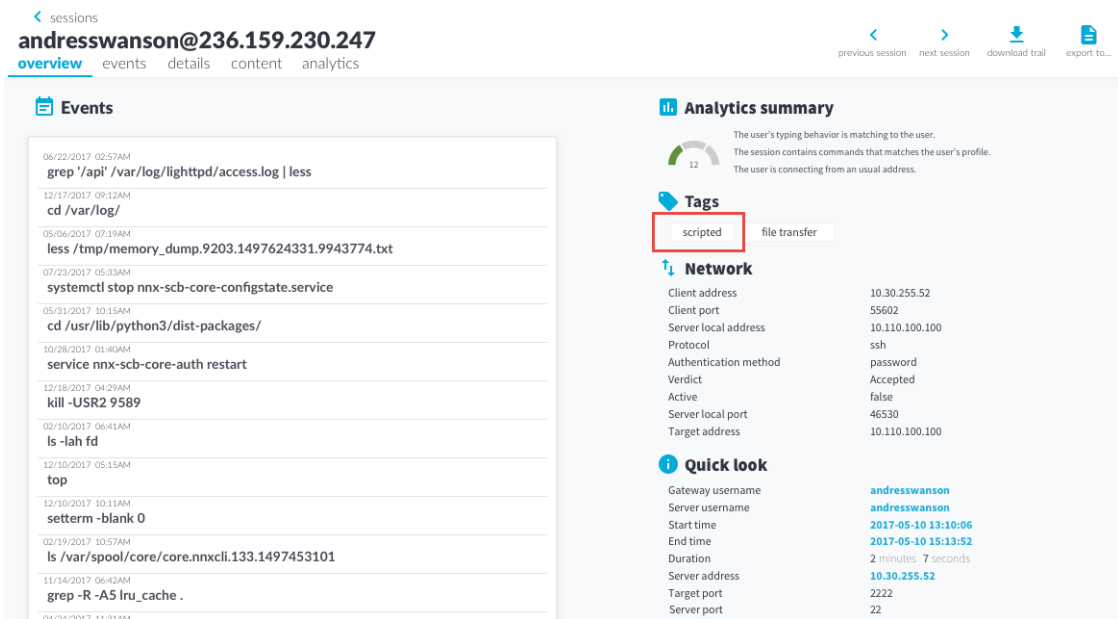 sessions
andresswanson@236.159.230.247
overview events details content analytics
previous session next session download trail export to...
Events
06/22/2017 02:57AM
grep '/api' /var/log/lighttpd/access.log | less
12/17/2017 09:12AM
cd /var/log/
05/06/2017 07:19AM
less /tmp/memory_dump.9203.1497624331.9943774.txt
07/23/2017 05:33AM
systemctl stop nnx-scb-core-configstate.service
05/31/2017 10:15AM
cd /usr/lib/python3/dist-packages/
10/28/2017 01:40AM
service nnx-scb-core-auth restart
12/18/2017 04:29AM
kill -USR2 9589
02/10/2017 06:41AM
ls -lah fd
12/10/2017 05:15AM
top
12/10/2017 10:11AM
setterm -blank 0
02/19/2017 10:57AM
ls /var/spool/core/core.nnxcli.133.1497453101
11/14/2017 06:42AM
grep -R -A5 lru_cache .
04/24/2017 11:31AM
Analytics summary
12
The user's typing behavior is matching to the user.
The session contains commands that matches the user's profile.
The user is connecting from an usual address.
Tags
scripted file transfer
Network
Client address 10.30.255.52
Client port 55602
Server local address 10.110.100.100
Protocol ssh
Authentication method password
Verdict Accepted
Active false
Server local port 46530
Target address 10.110.100.100
Quick look
Gateway username andresswanson
Server username andresswanson
Start time 2017-05-10 13:10:06
End time 2017-05-10 15:13:52
Duration 2 minutes 7 seconds
Server address 10.30.255.52
Target port 2222
Server port 22